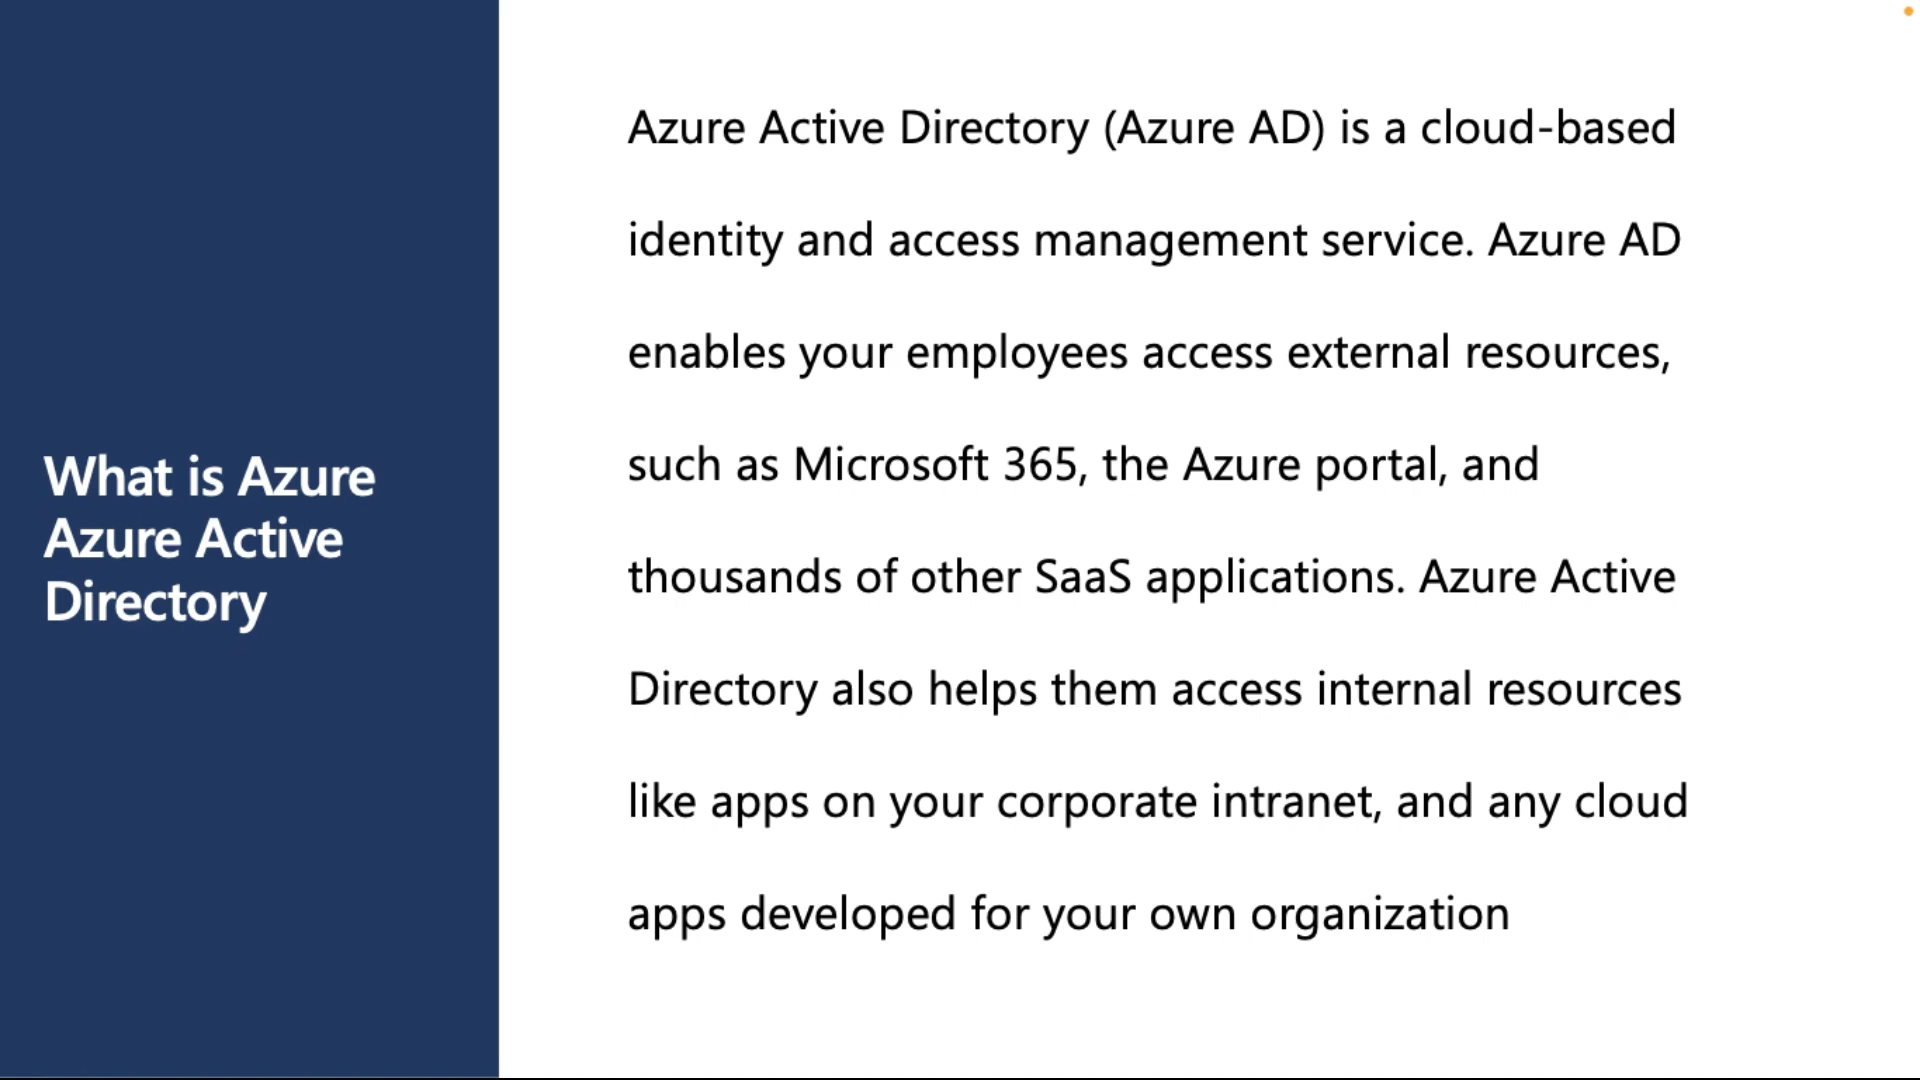 What is Azure
Azure Active
Directory
Azure Active Directory (Azure AD) is a cloud-based
identity and access management service. Azure AD
enables your employees access external resources,
such as Microsoft 365, the Azure portal, and
thousands of other SaaS applications. Azure Active
Directory also helps them access internal resources
like apps on your corporate intranet, and any cloud
apps developed for your own organization